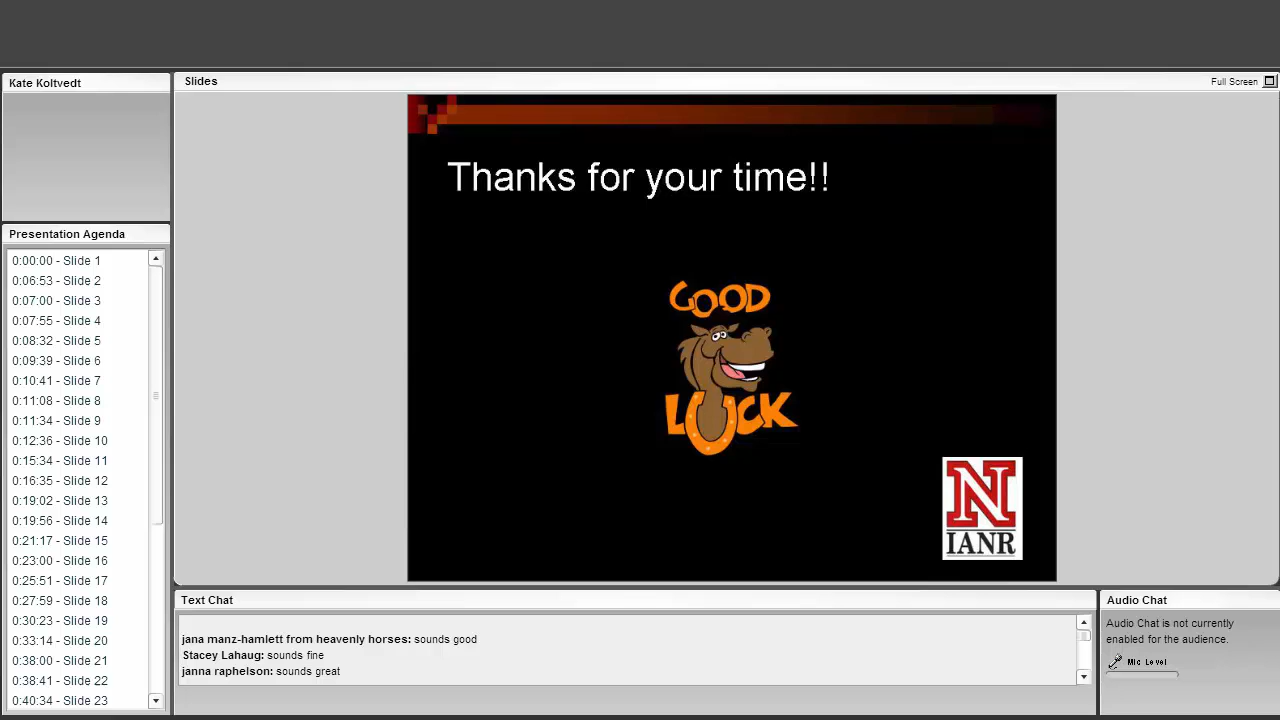 Kate Koltvedt
Slides
Full Screen
Thanks for your time!!
GOOD
LUCK
N
IANR
Presentation Agenda
0:00:00 - Slide 1
0:06:53 - Slide 2
0:07:00 - Slide 3
0:07:55 - Slide 4
0:08:32 - Slide 5
0:09:39 - Slide 6
0:10:41 - Slide 7
0:11:08 - Slide 8
0:11:34 - Slide 9
0:12:36 - Slide 10
0:15:34 - Slide 11
0:16:35 - Slide 12
0:19:02 - Slide 13
0:19:56 - Slide 14
0:21:17 - Slide 15
0:23:00 - Slide 16
0:25:51 - Slide 17
0:27:59 - Slide 18
0:30:23 - Slide 19
0:33:14 - Slide 20
0:38:00 - Slide 21
0:38:41 - Slide 22
0:40:34 - Slide 23
Text Chat
jana manz-hamlett from heavenly horses: sounds good
Stacey Lahaug: sounds fine
janna raphelson: sounds great
Audio Chat
Audio Chat is not currently
enabled for the audience.
Mic Level